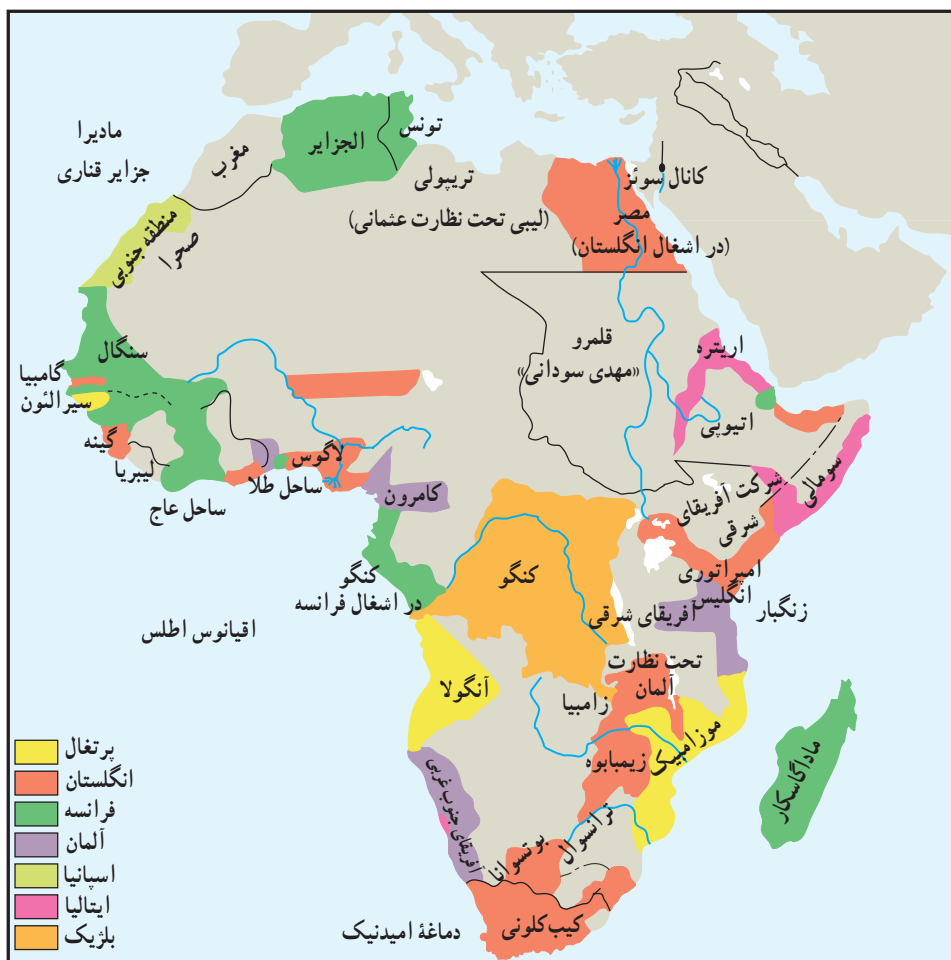 مادیرا
جزایر قناری
مغرب
الجزایر
تونس
تریپولی
(لیبی تحت نظارت عثمانی)
کانال سوئز
مصر
(در اشغال انگلستان)
منطقه جنوبی
صحرا
سنگال
گامبیا
سیرالئون
گینه
لیبریا
ساحل عاج
ساحل طلا
لاگوس
کامرون
قلمرو
«مهدی سودانی»
اریتره
اتیوپی
سومالی
شرکت آفریقای
شرقی
امپراتوری
انگلیس
زنگبار
کنگو
کنگو
در اشغال فرانسه
آفریقای شرقی
تحت نظارت
آلمان
اقیانوس اطلس
آنگولا
زامبیا
موزامبیک
زیمبابوه
ماداگاسکار
آفریقای جنوب غربی
بوتسوانا
ترانسوال
کیپ‌کلونی
دماغۀ امیدنیک
پرتغال
انگلستان
فرانسه
آلمان
اسپانیا
ایتالیا
بلژیک